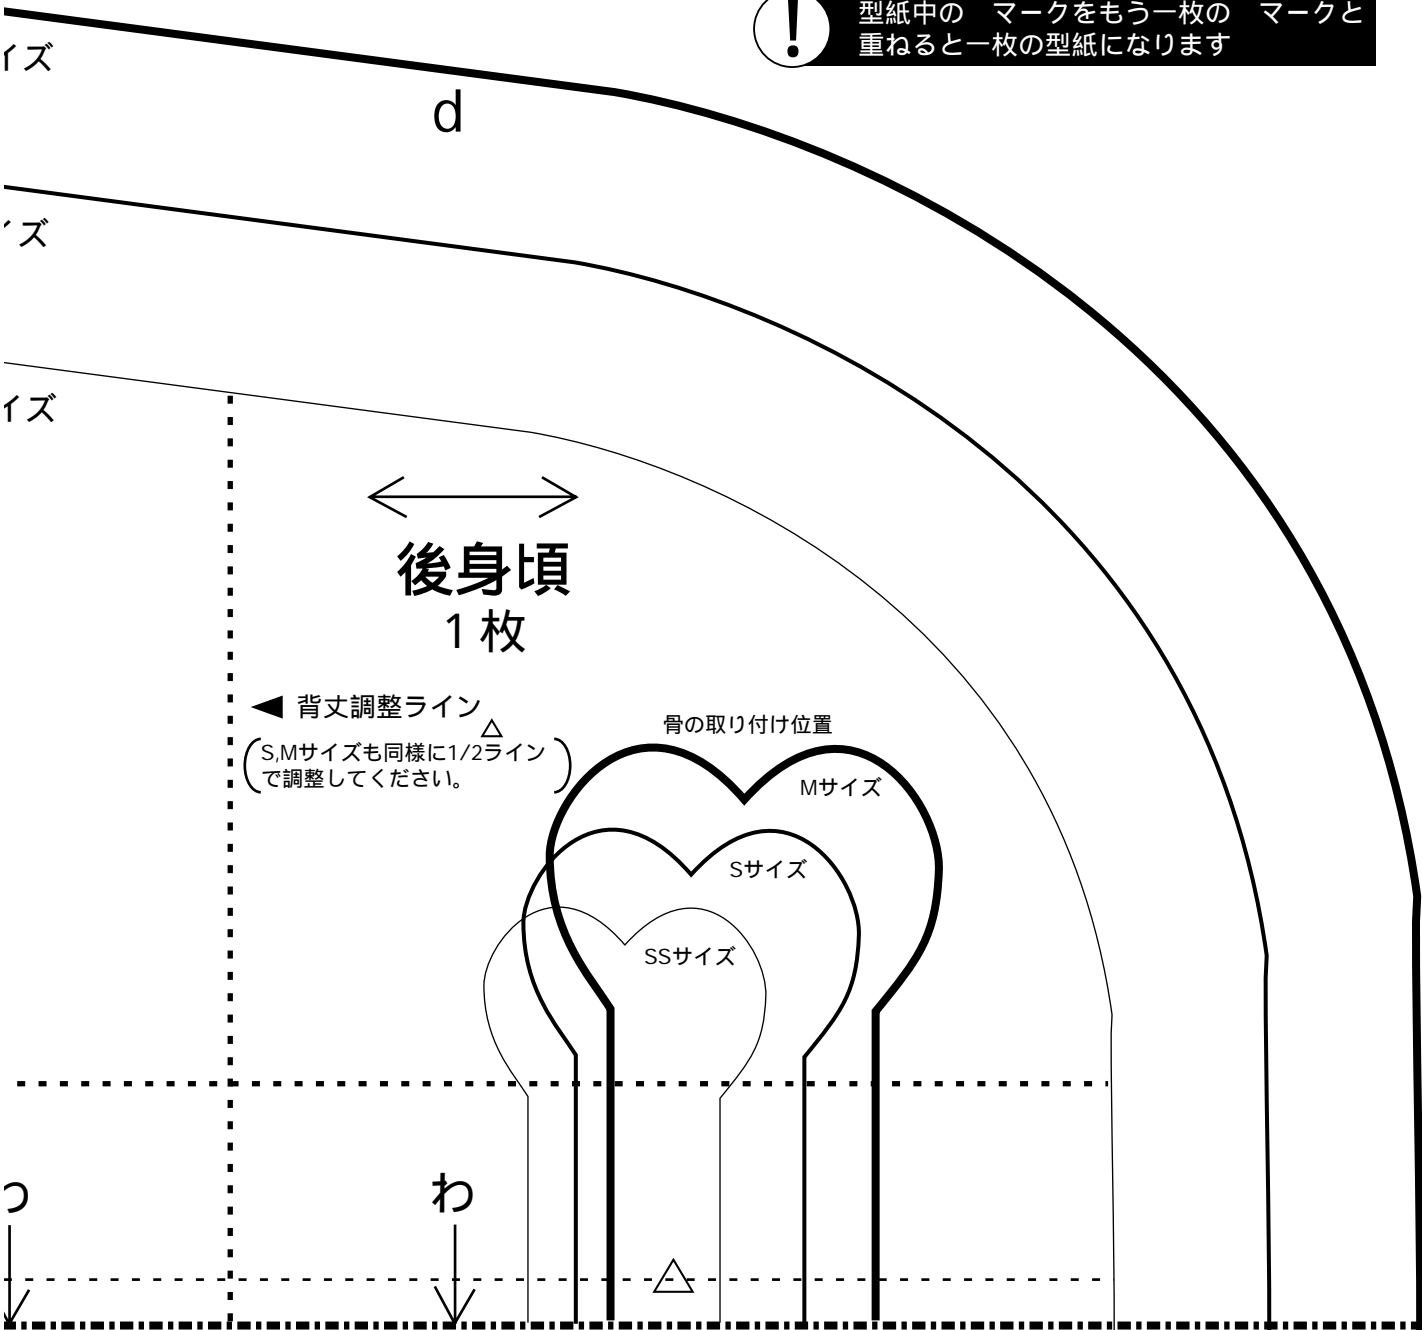 型紙中の　マークをもう一枚の　マークと
重ねると一枚の型紙になります
イズ
d
イズ
イズ
後身頃
1 枚
背丈調整ライン
S,Mサイズも同様に1/2ライン
で調整してください。
骨の取り付け位置
Mサイズ
Sサイズ
SSサイズ
わ
わ